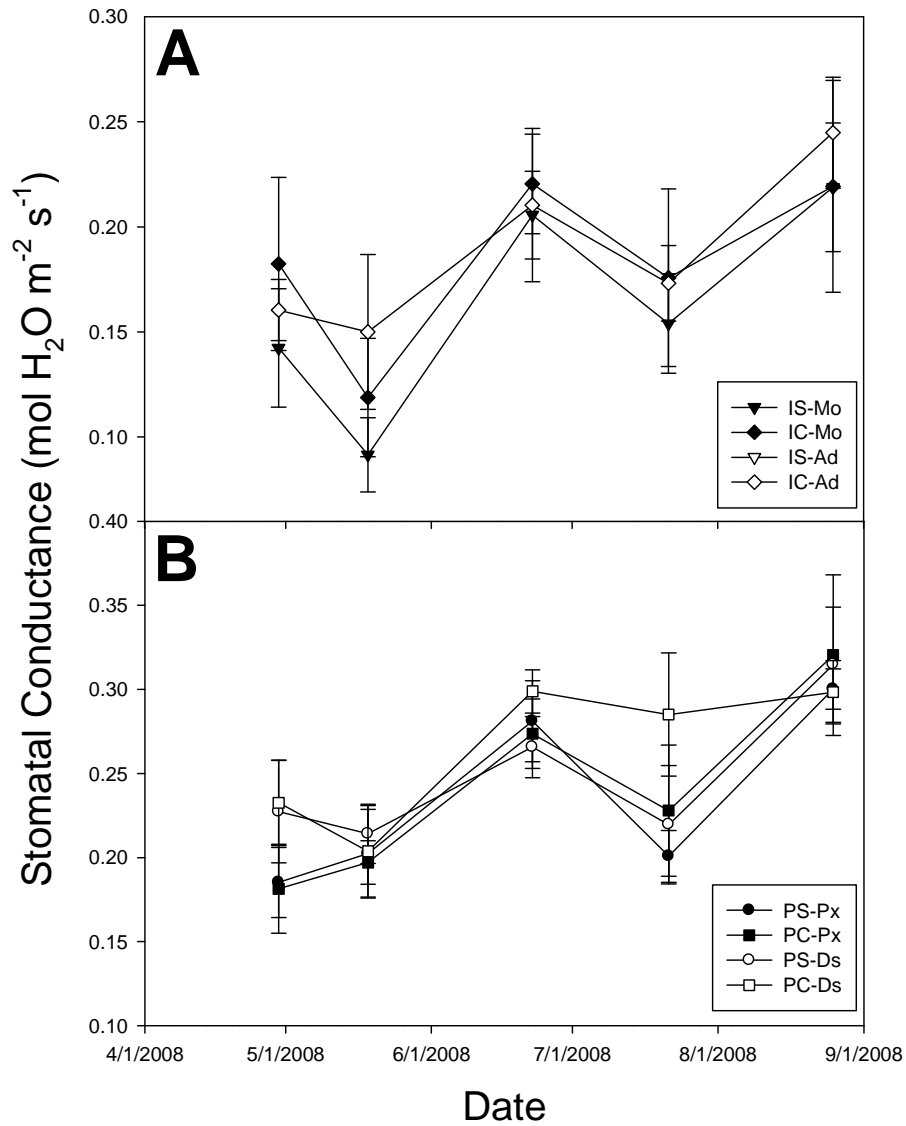 Stomatal Conductance (mol H₂O m⁻² s⁻¹)
A
0.30
0.25
0.20
0.15
0.10
IS-Mo
IC-Mo
IS-Ad
IC-Ad
B
0.40
0.35
0.30
0.25
0.20
0.15
0.10
PS-Px
PC-Px
PS-Ds
PC-Ds
4/1/2008 5/1/2008 6/1/2008 7/1/2008 8/1/2008 9/1/2008
Date